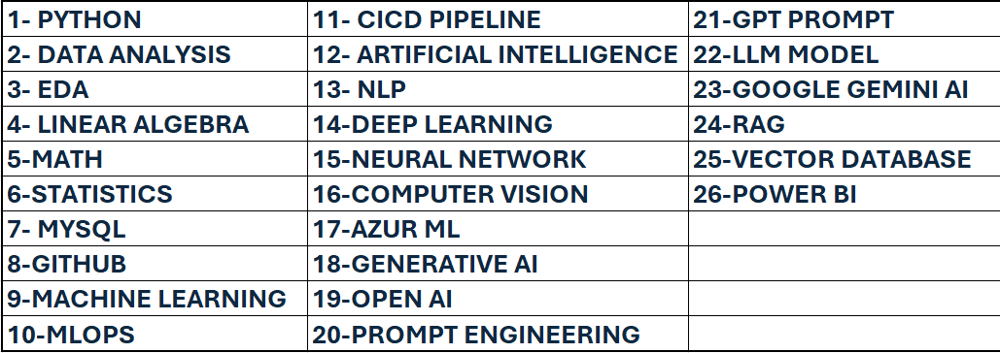 1- PYTHON
2- DATA ANALYSIS
3- EDA
4- LINEAR ALGEBRA
5-MATH
6-STATISTICS
7- MYSQL
8-GITHUB
9-MACHINE LEARNING
10-MLOPS
11- CICD PIPELINE
12- ARTIFICIAL INTELLIGENCE
13- NLP
14-DEEP LEARNING
15-NEURAL NETWORK
16-COMPUTER VISION
17-AZUR ML
18-GENERATIVE AI
19-OPEN AI
20-PROMPT ENGINEERING
21-GPT PROMPT
22-LLM MODEL
23-GOOGLE GEMINI AI
24-RAG
25-VECTOR DATABASE
26-POWER BI